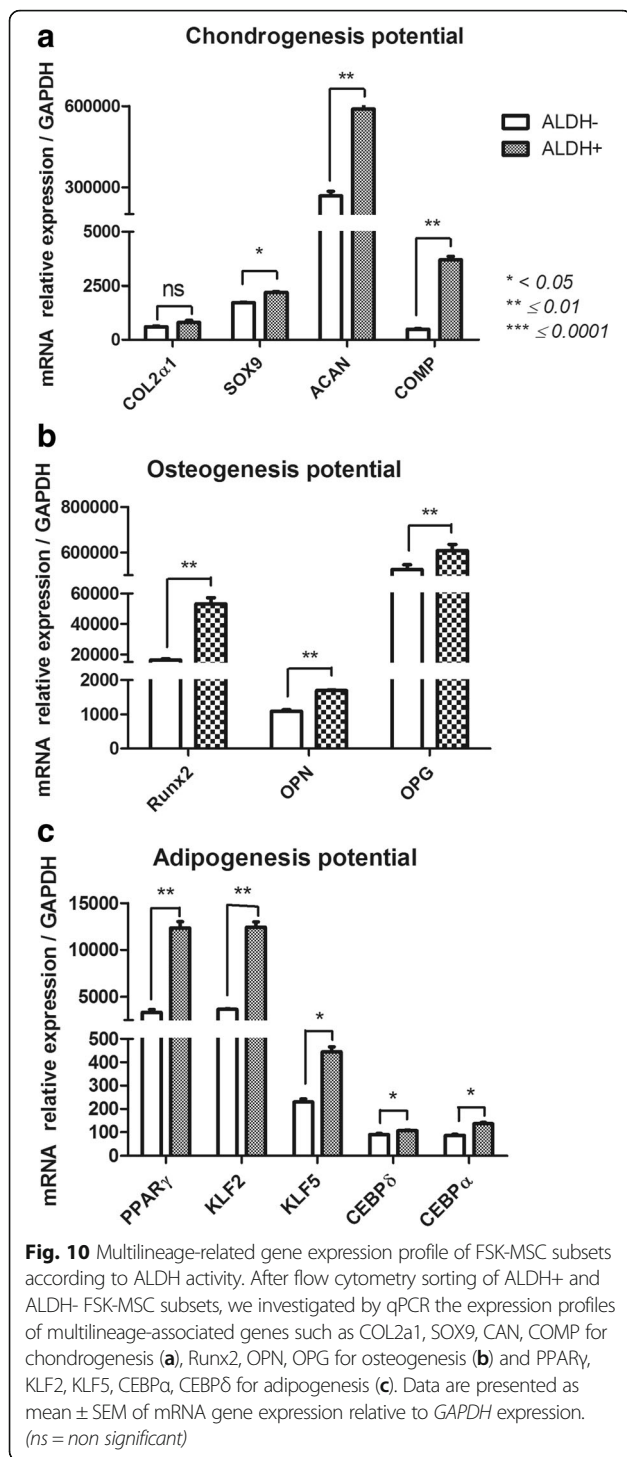 a
Chondrogenesis potential
mRNA relative expression / GAPDH
600000
300000
5000
2500
0
ns
*
**
**
COL2α1
SOX9
ACAN
COMP
ALDH-
ALDH+
* < 0.05
** ≤ 0.01
*** ≤ 0.0001
b
Osteogenesis potential
mRNA relative expression / GAPDH
800000
600000
60000
40000
20000
2000
1000
0
**
**
**
Runx2
OPN
OPG
c
Adipogenesis potential
mRNA relative expression / GAPDH
15000
10000
5000
500
400
300
200
100
0
**
**
*
*
*
PPARγ
KLF2
KLF5
CEBPδ
CEBPα
Fig. 10 Multilineage-related gene expression profile of FSK-MSC subsets
according to ALDH activity. After flow cytometry sorting of ALDH+ and
ALDH- FSK-MSC subsets, we investigated by qPCR the expression profiles
of multilineage-associated genes such as COL2a1, SOX9, CAN, COMP for
chondrogenesis (a), Runx2, OPN, OPG for osteogenesis (b) and PPARγ,
KLF2, KLF5, CEBPα, CEBPδ for adipogenesis (c). Data are presented as
mean ± SEM of mRNA gene expression relative to GAPDH expression.
(ns = non significant)